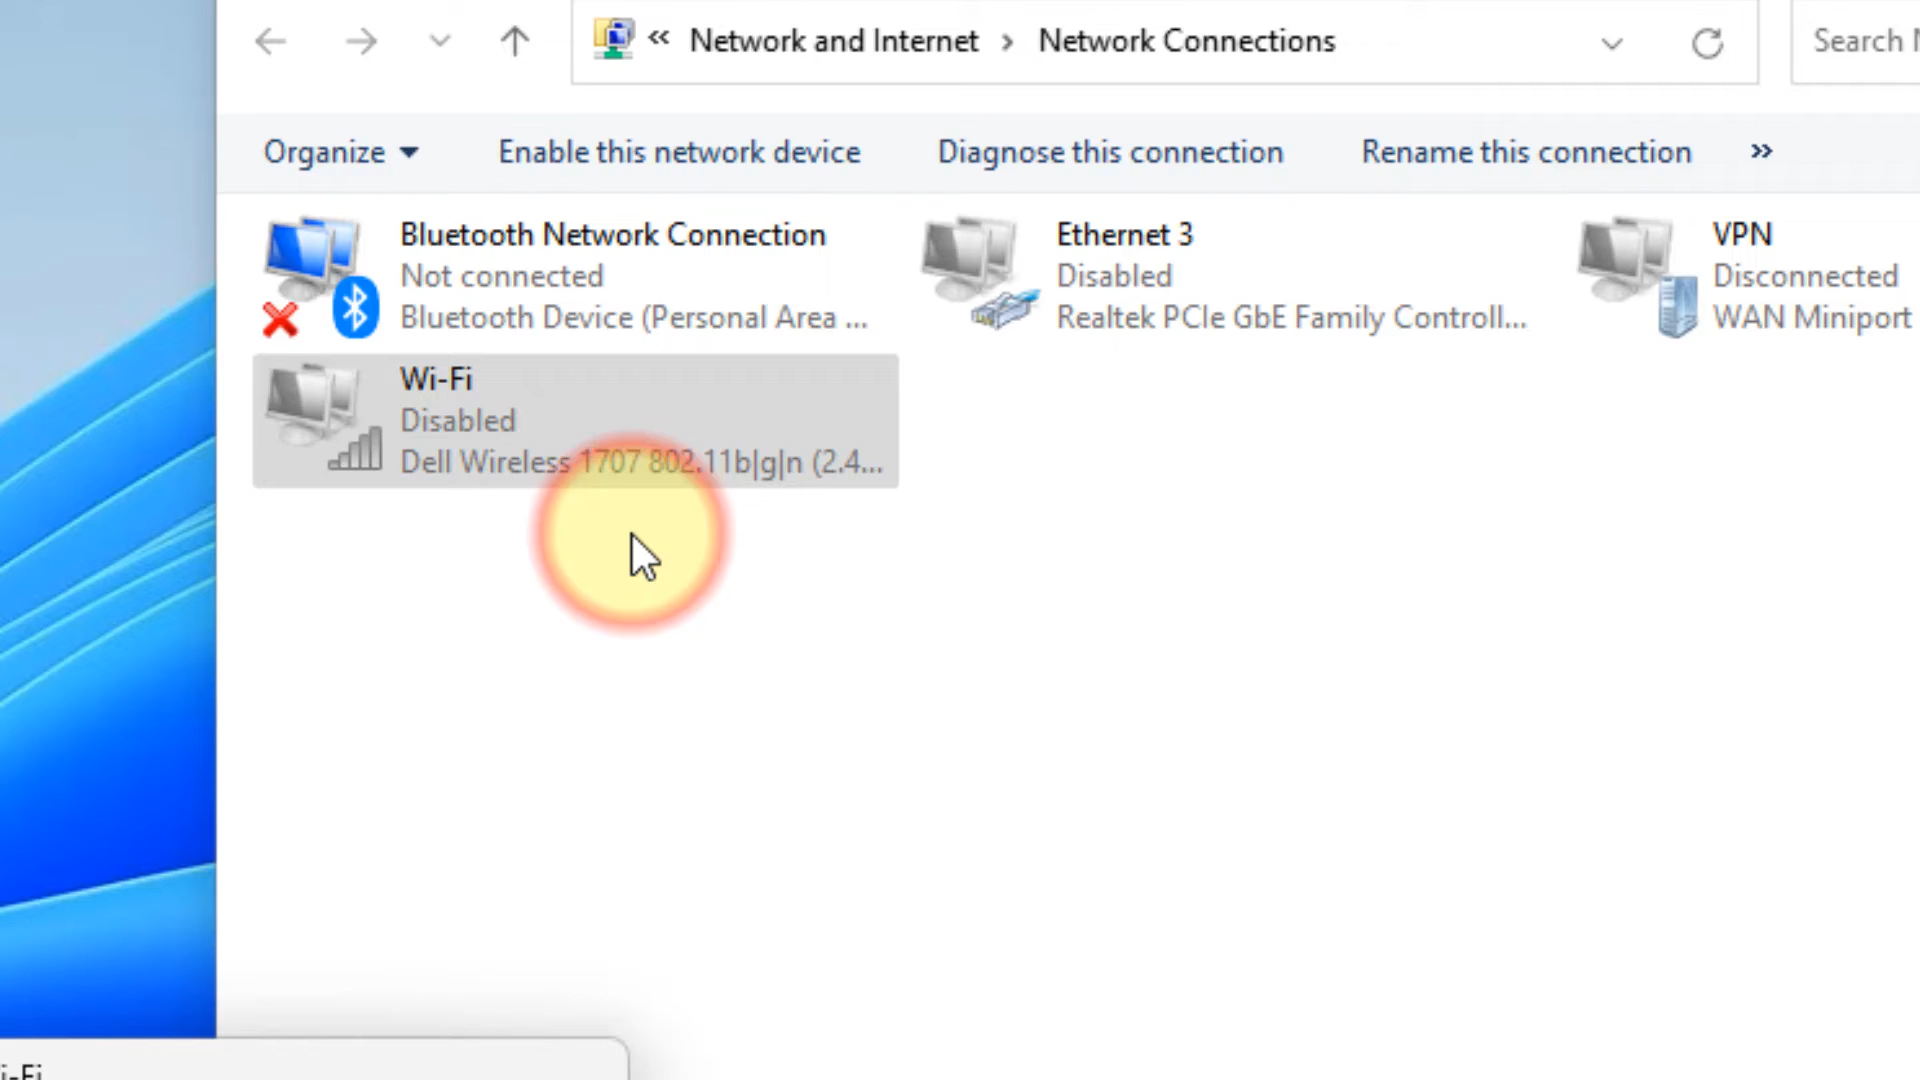 « Network and Internet › Network Connections
Search
Organize
Enable this network device
Diagnose this connection
Rename this connection
»
Bluetooth Network Connection
Not connected
Bluetooth Device (Personal Area ...
Ethernet 3
Disabled
Realtek PCIe GbE Family Controll...
VPN
Disconnected
WAN Miniport
Wi-Fi
Disabled
Dell Wireless 1707 802.11b|g|n (2.4...
i-Fi